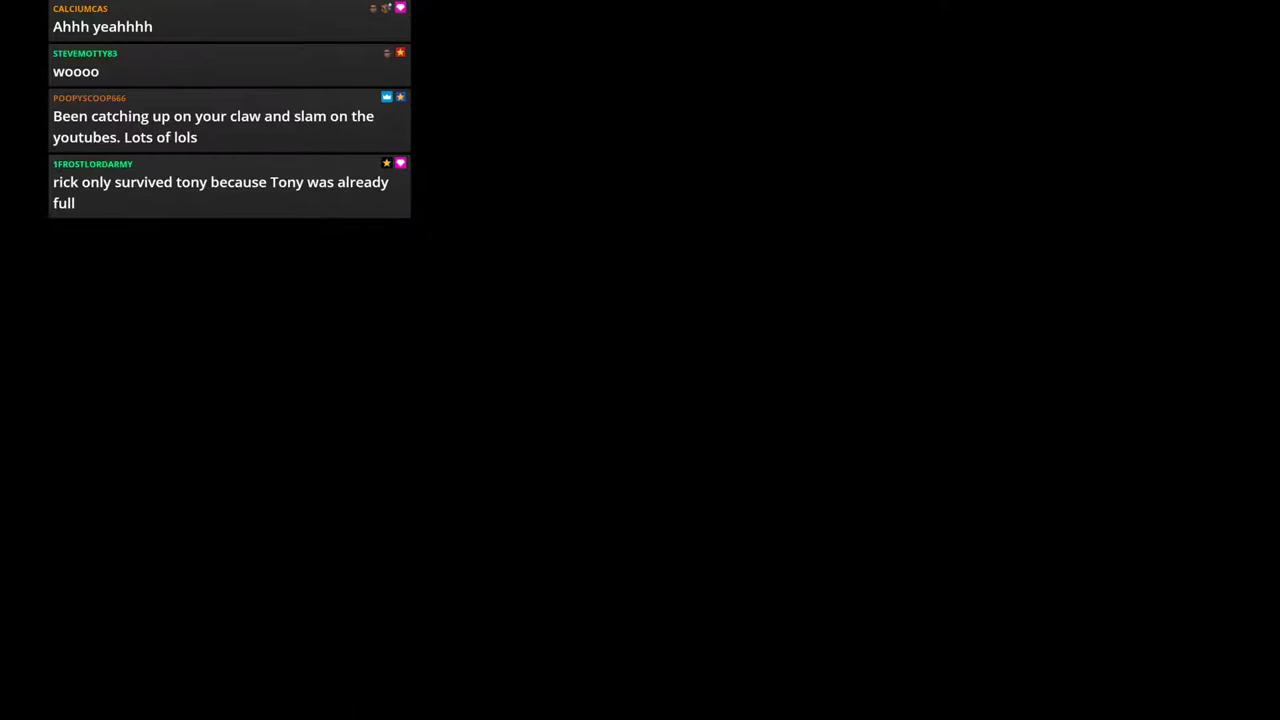 CALCIUMCAS
Ahhh yeahhhh
STEVEMOTTY83
woooo
POOPYSCOOP666
Been catching up on your claw and slam on the
youtubes. Lots of lols
1FROSTLORDARMY
rick only survived tony because Tony was already
full